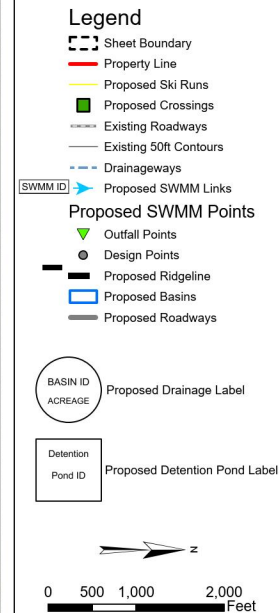 Legend
Sheet Boundary
Property Line
Proposed Ski Runs
Proposed Crossings
Existing Roadways
Existing 50ft Contours
Drainageways
SWMM ID Proposed SWMM Links
Proposed SWMM Points
Outfall Points
Design Points
Proposed Ridgeline
Proposed Basins
Proposed Roadways
BASIN ID
ACREAGE
Proposed Drainage Label
Detention
Pond ID
Proposed Detention Pond Label
N
0 500 1,000 2,000
Feet